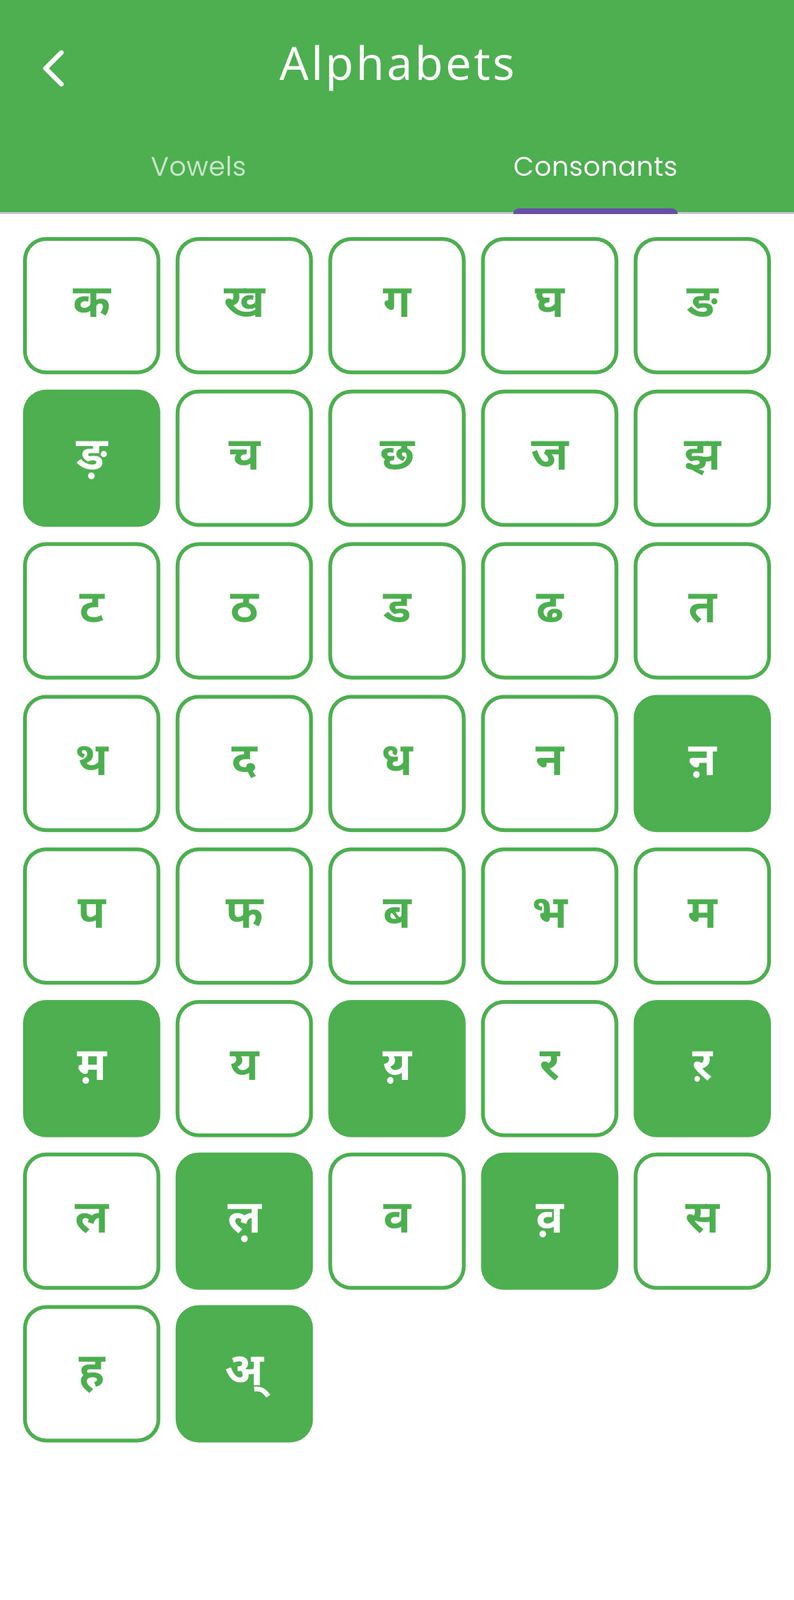 Alphabets
Vowels Consonants
क ख ग घ ङ
ङ़ च छ ज झ
ट ठ ड ढ त
थ द ध न ऩ
प फ ब भ म
म़ य य़ र ऱ
ल ल़ व व़ स
ह अ्